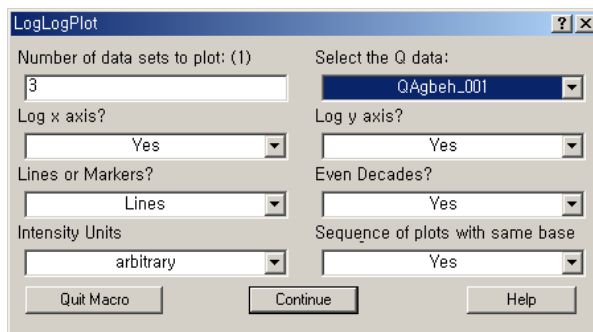 LogLogPlot
Number of data sets to plot: (1) Select the Q data:
3 QAgbeh_001
Log x axis? Log y axis?
Yes Yes
Lines or Markers? Even Decades?
Lines Yes
Intensity Units Sequence of plots with same base
arbitrary Yes
Quit Macro Continue Help